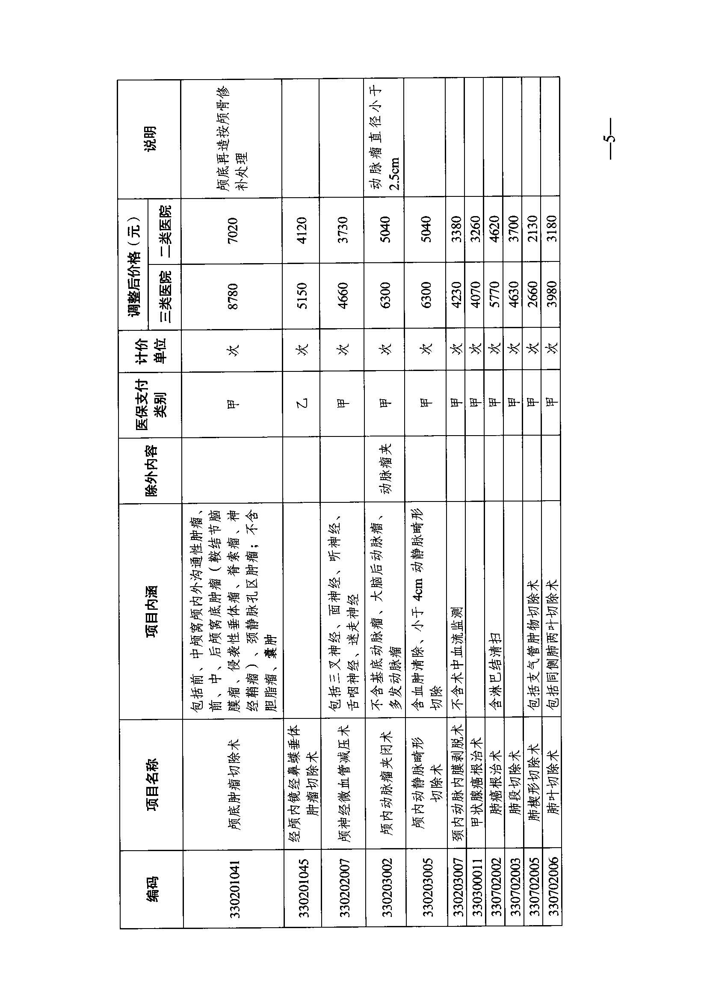 编码 项目名称 项目内涵 除外内容 医保支付类别 计价单位 调整后价格（元） 说明
三类医院 二类医院
330201041 颅底肿瘤切除术 包括前、中颅窝颅内外沟通性肿瘤、 甲 次 8780 7020 颅底再造按颅骨修
前、中、后颅窝底肿瘤（鞍结节脑 补处理
膜瘤、侵袭性垂体瘤、脊索瘤、神
经鞘瘤）、颈静脉孔区肿瘤；不含
胆脂瘤、囊肿
330201045 经颅内镜经鼻蝶垂体 乙 次 5150 4120
肿瘤切除术
330202007 颅神经微血管减压术 包括三叉神经、面神经、听神经、 甲 次 4660 3730
舌咽神经、迷走神经
330203002 颅内动脉瘤夹闭术 不含基底动脉瘤、大脑后动脉瘤、 动脉瘤夹 甲 次 6300 5040 动脉瘤直径小于
多发动脉瘤 2.5cm
330203005 颅内动静脉畸形 含血肿清除、小于 4cm 动静脉畸形 甲 次 6300 5040
切除术 切除
330203007 颈内动脉内膜剥脱术 不含术中血流监测 甲 次 4230 3380
330300011 甲状腺癌根治术 甲 次 4070 3260
330702002 肺癌根治术 含淋巴结清扫 甲 次 5770 4620
330702003 肺段切除术 甲 次 4630 3700
330702005 肺楔形切除术 包括支气管肿物切除术 甲 次 2660 2130
330702006 肺叶切除术 包括同侧肺两叶切除术 甲 次 3980 3180
—5—